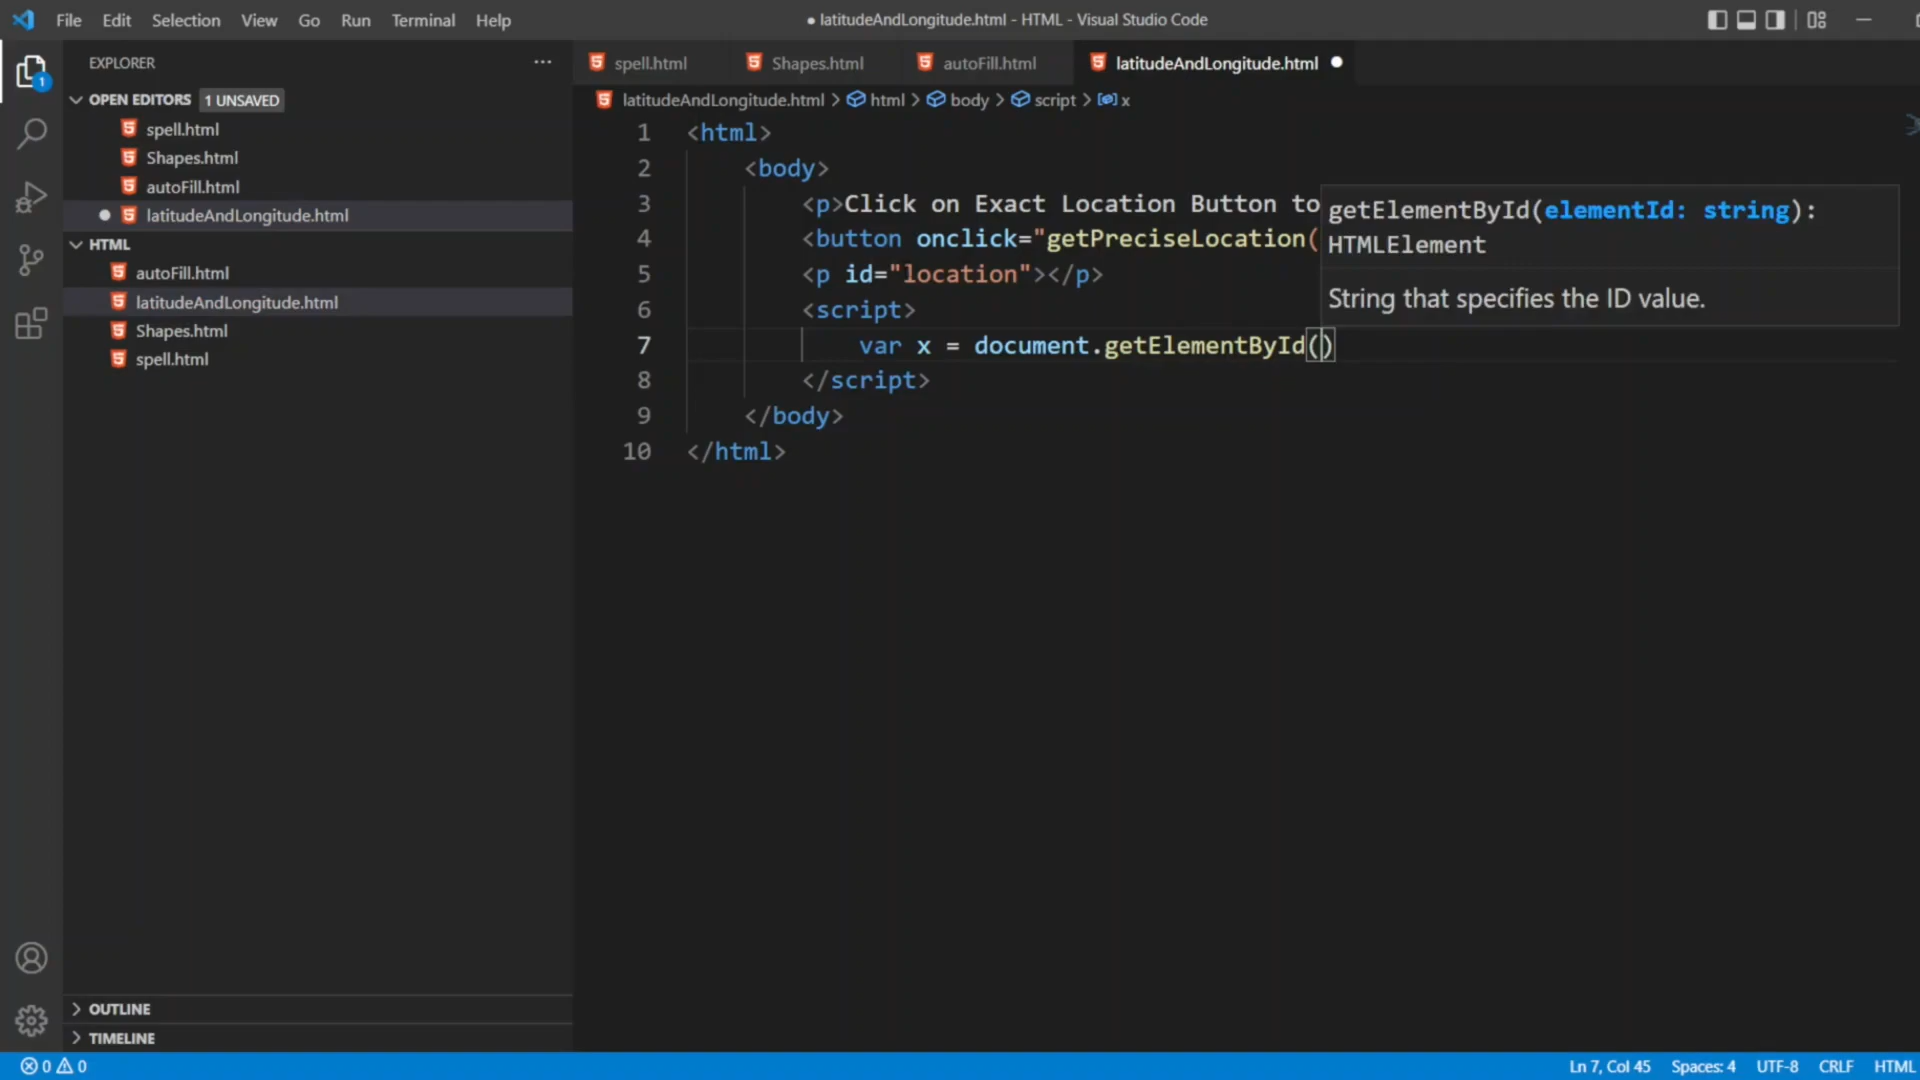 File Edit Selection View Go Run Terminal Help
● latitudeAndLongitude.html - HTML - Visual Studio Code
EXPLORER
spell.html
Shapes.html
autoFill.html
latitudeAndLongitude.html
1
OPEN EDITORS 1 UNSAVED
spell.html
Shapes.html
autoFill.html
latitudeAndLongitude.html
HTML
autoFill.html
latitudeAndLongitude.html
Shapes.html
spell.html
OUTLINE
TIMELINE
latitudeAndLongitude.html > html > body > script > x
1 <html>
2 <body>
3 <p>Click on Exact Location Button to
4 <button onclick="getPreciseLocation(
5 <p id="location"></p>
6 <script>
7 var x = document.getElementById()
8 </script>
9 </body>
10 </html>
getElementById(elementId: string):
HTMLElement
String that specifies the ID value.
0 0
Ln 7, Col 45 Spaces: 4 UTF-8 CRLF HTML